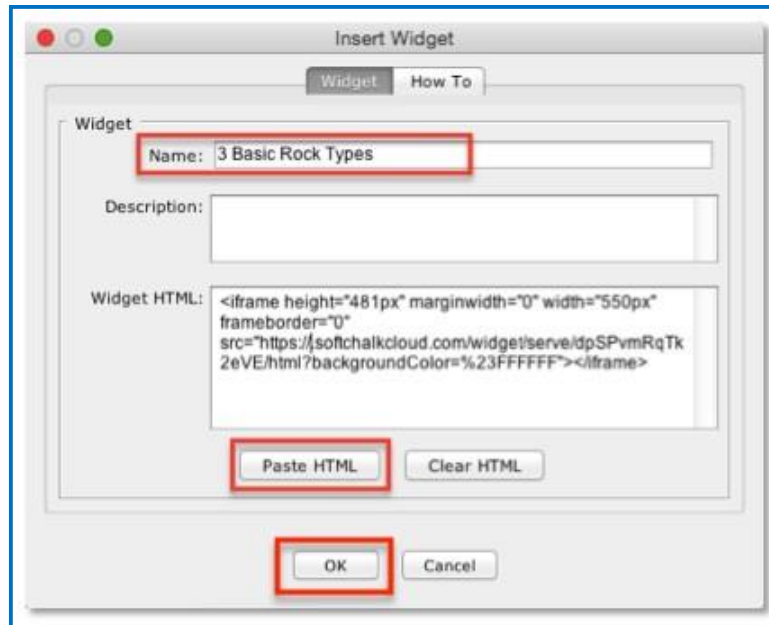 Insert Widget
Widget How To
Widget
Name: 3 Basic Rock Types
Description:
Widget HTML: <iframe height="481px" marginwidth="0" width="550px"
frameborder="0"
src="https://.softchalkcloud.com/widget/serve/dpSPvmRqTk
2eVE/html?backgroundColor=%23FFFFFF"></iframe>
Paste HTML Clear HTML
OK Cancel